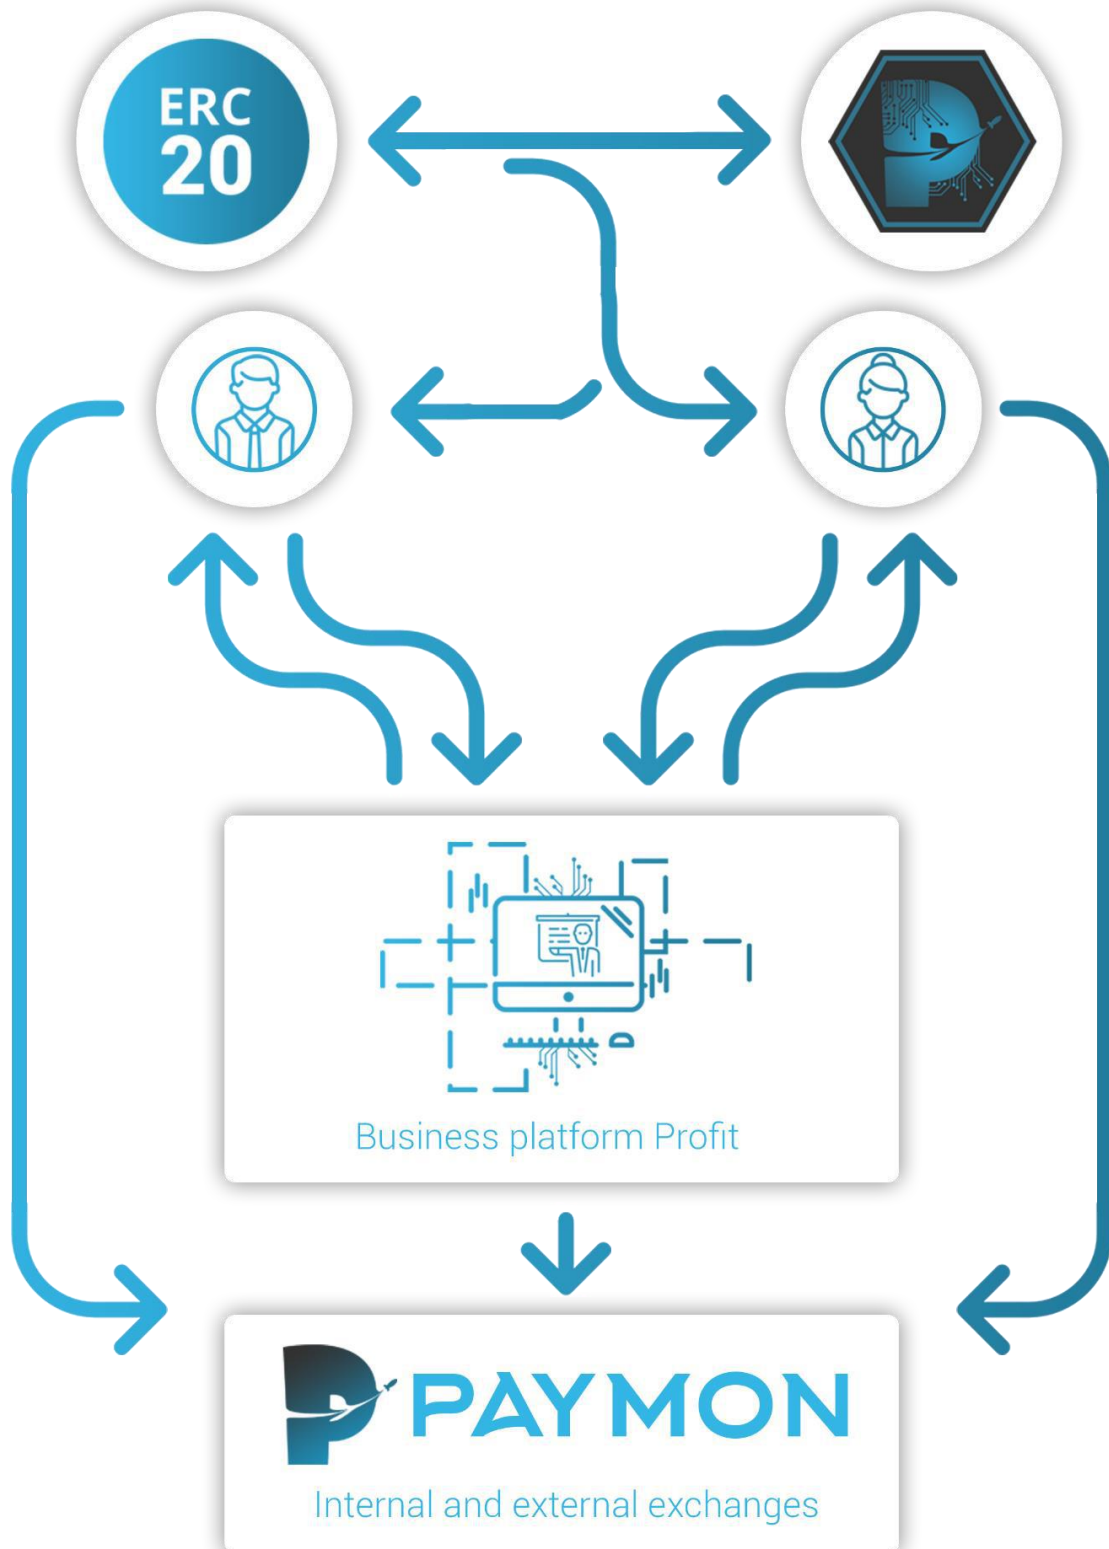 ERC
20
Business platform Profit
PAYMON
Internal and external exchanges